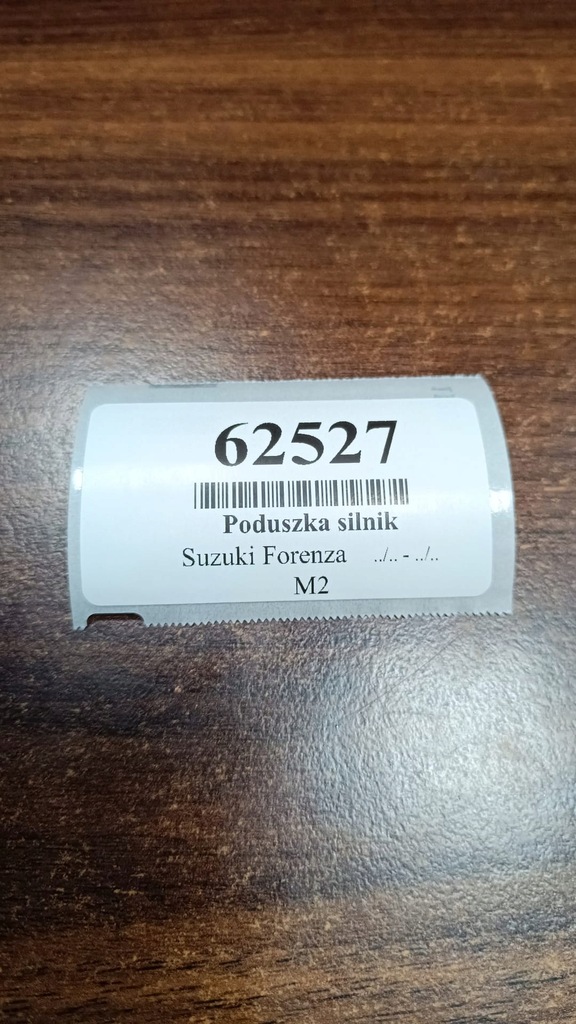 62527
Poduszka silnik
Suzuki Forenza ../.. - ../..
M2